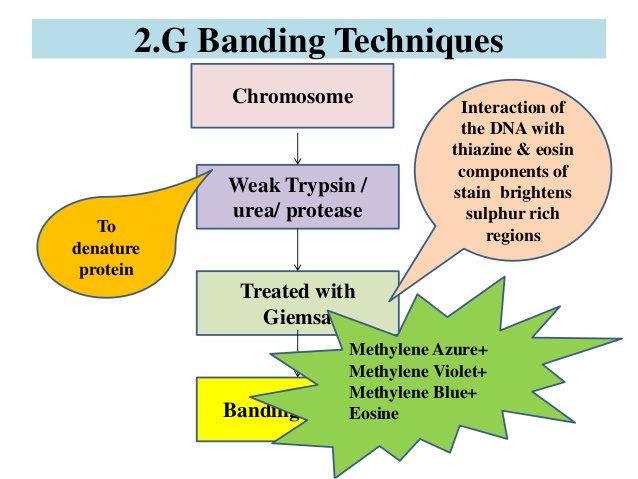 2.G Banding Techniques
Chromosome
Interaction of
the DNA with
thiazine & eosin
components of
stain brightens
sulphur rich
regions
Weak Trypsin /
urea/ protease
To
denature
protein
Treated with
Giemsa
Methylene Azure+
Methylene Violet+
Methylene Blue+
Eosine
Banding